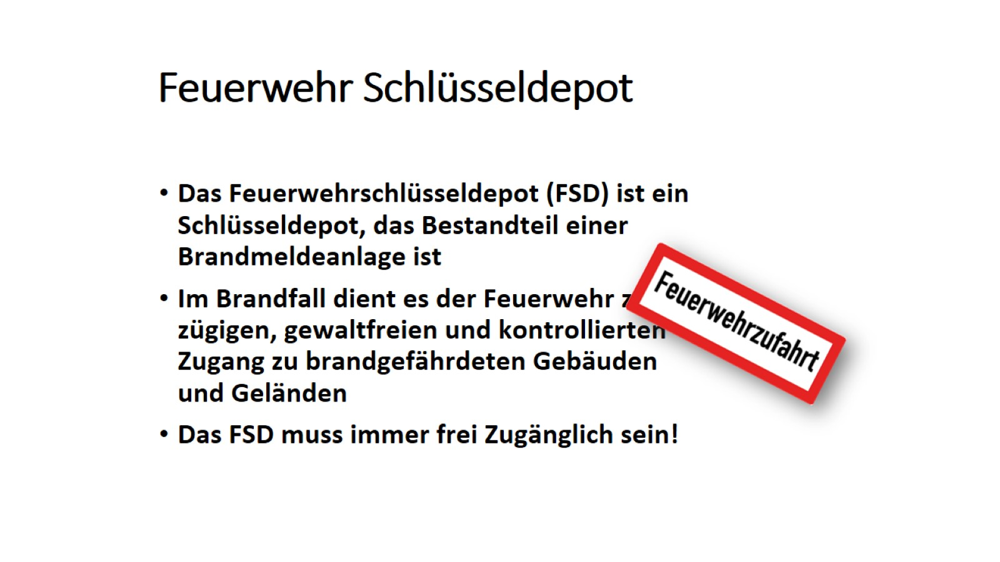 Feuerwehr Schlüsseldepot
• Das Feuerwehrschlüsseldepot (FSD) ist ein
Schlüsseldepot, das Bestandteil einer
Brandmeldeanlage ist
• Im Brandfall dient es der Feuerwehr
zügigen, gewaltfreien und kontrollierten
Zugang zu brandgefährdeten Gebäuden
und Geländen
• Das FSD muss immer frei Zugänglich sein!
Feuerwehrzufahrt